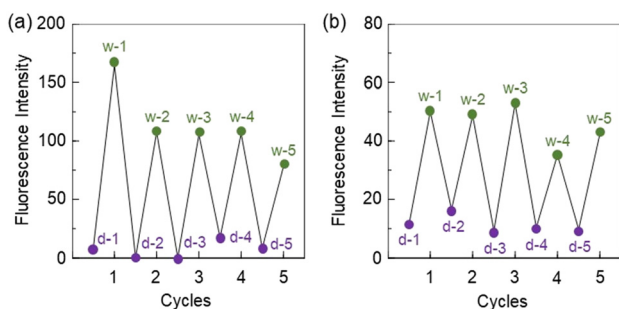 (a)
Fluorescence Intensity
200
150
100
50
0
w-1
w-2
w-3
w-4
w-5
d-1
d-2
d-3
d-4
d-5
1 2 3 4 5
Cycles
(b)
Fluorescence Intensity
80
60
40
20
0
w-1
w-2
w-3
w-4
w-5
d-1
d-2
d-3
d-4
d-5
1 2 3 4 5
Cycles